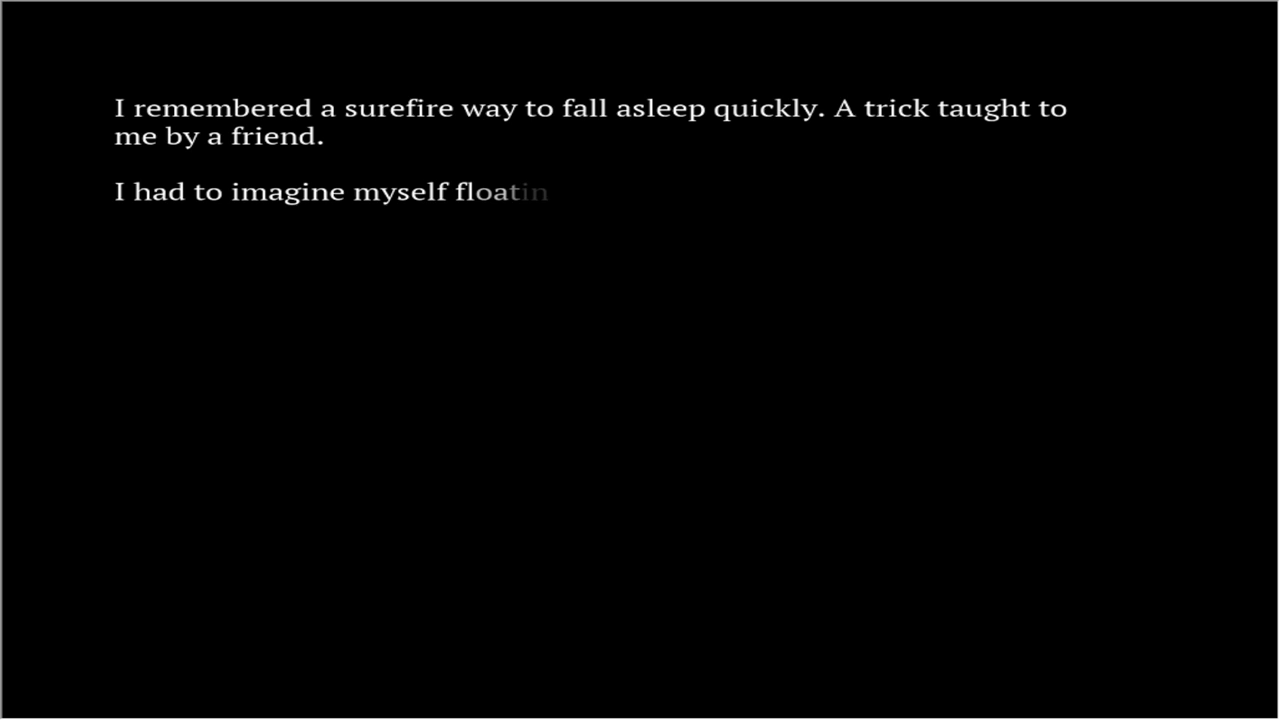 I remembered a surefire way to fall asleep quickly. A trick taught to
me by a friend.
I had to imagine myself floatin